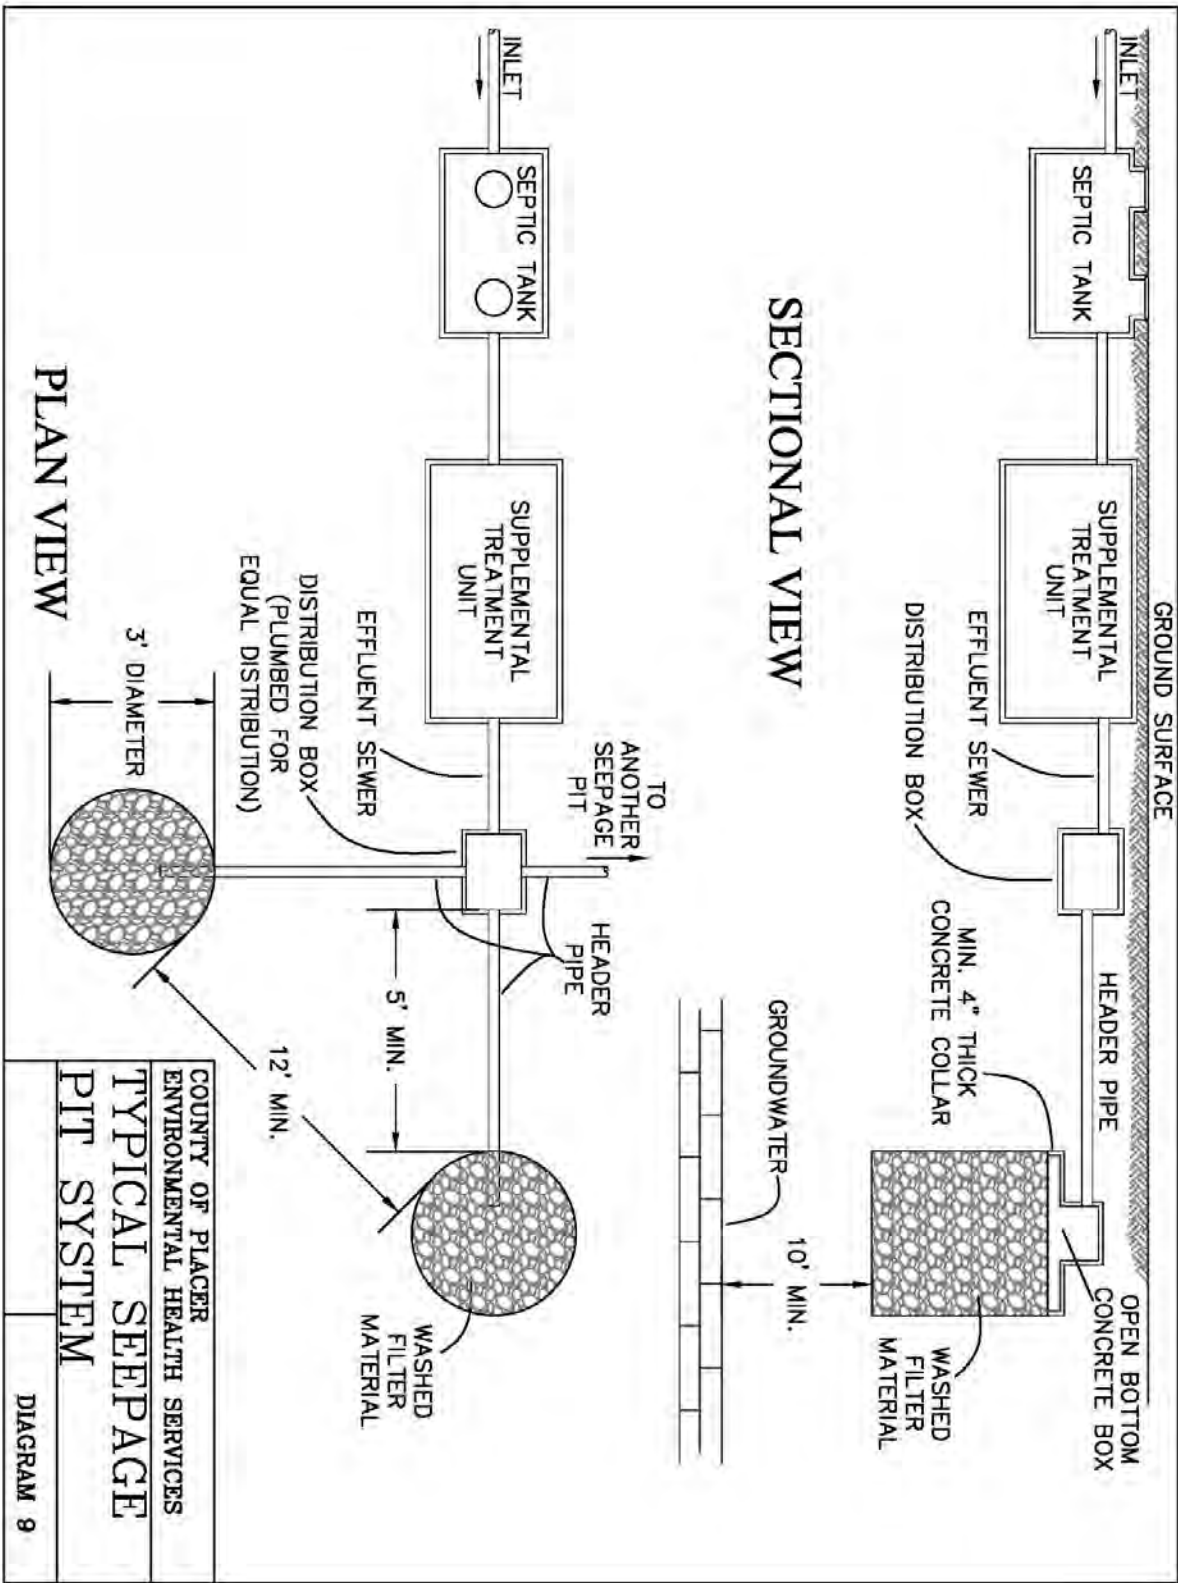 GROUND SURFACE
INLET
SEPTIC TANK
SUPPLEMENTAL
TREATMENT
UNIT
EFFLUENT SEWER
DISTRIBUTION BOX
HEADER PIPE
OPEN BOTTOM
CONCRETE BOX
MIN. 4" THICK
CONCRETE COLLAR
WASHED
FILTER
MATERIAL
10' MIN.
GROUNDWATER
SECTIONAL VIEW
INLET
SEPTIC TANK
SUPPLEMENTAL
TREATMENT
UNIT
TO
ANOTHER
SEEPAGE
PIT
HEADER
PIPE
EFFLUENT SEWER
DISTRIBUTION BOX
(PLUMBED FOR
EQUAL DISTRIBUTION)
5' MIN.
WASHED
FILTER
MATERIAL
12' MIN.
3' DIAMETER
PLAN VIEW
COUNTY OF PLACER
ENVIRONMENTAL HEALTH SERVICES
TYPICAL SEEPAGE
PIT SYSTEM
DIAGRAM 9